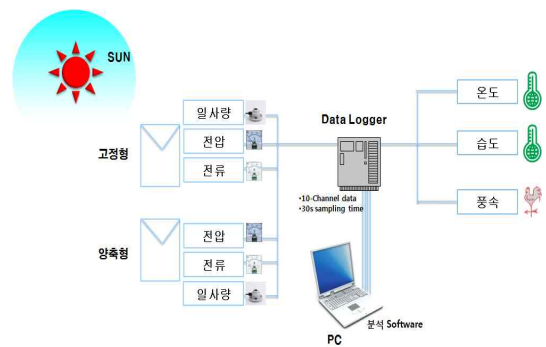 SUN
일사량
전압
전류
고정형
전압
전류
일사량
양축형
Data Logger
•10-Channel data
•30s sampling time
온도
습도
풍속
분석 Software
PC